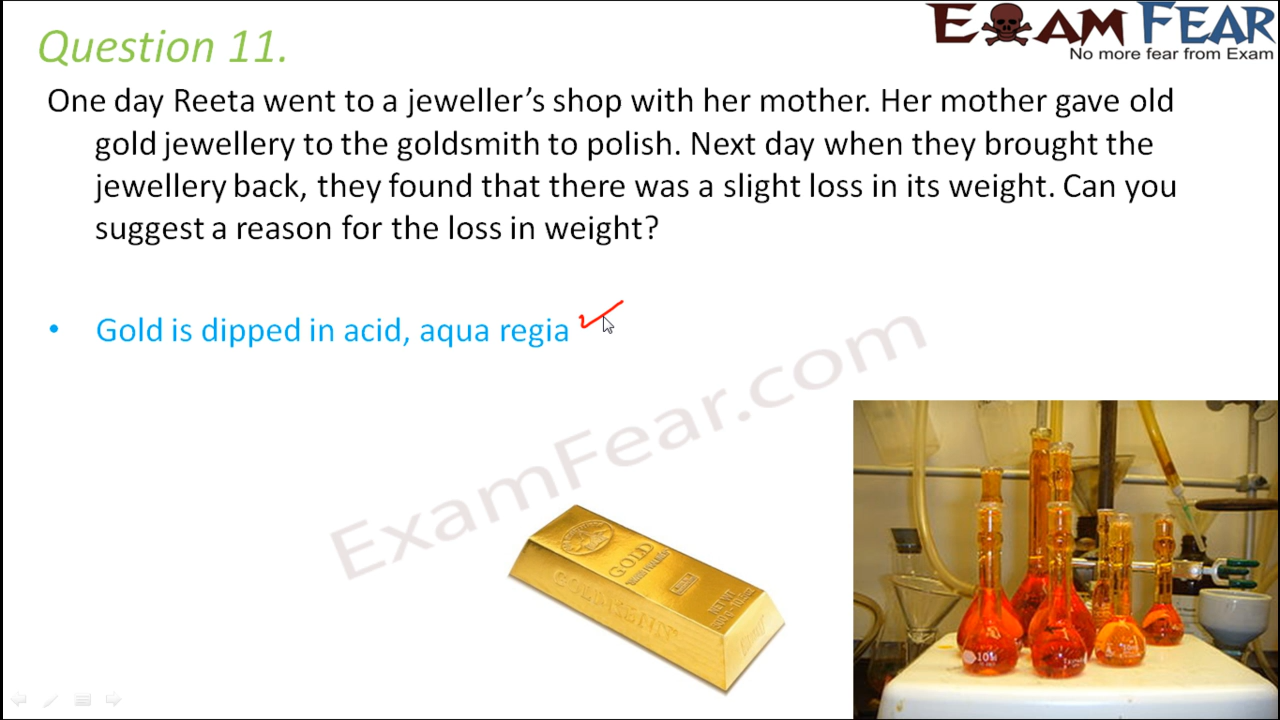 Question 11.
EXAMFEAR
No more fear from Exam
One day Reeta went to a jeweller's shop with her mother. Her mother gave old
gold jewellery to the goldsmith to polish. Next day when they brought the
jewellery back, they found that there was a slight loss in its weight. Can you
suggest a reason for the loss in weight?
• Gold is dipped in acid, aqua regia
ExamFear.com
GOLD
NET WT